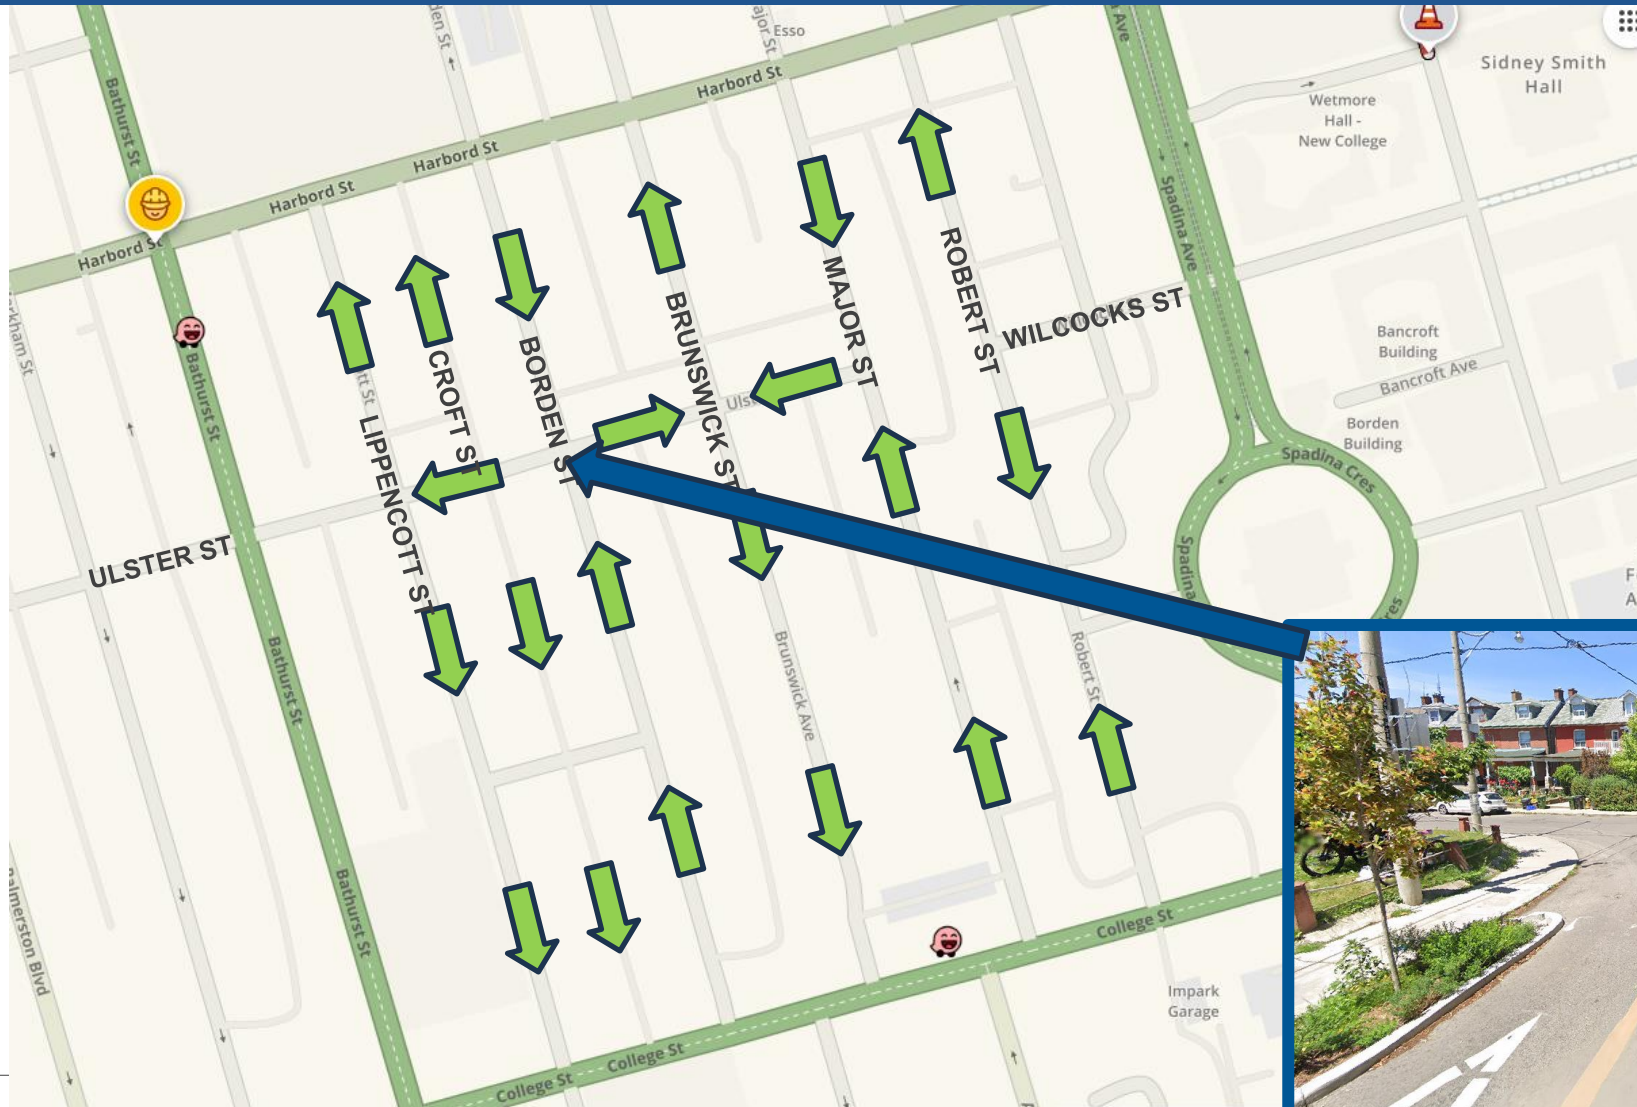 Esso
Harbord St
Harbord St
Harbord St
Harbord St
Bathurst St
Bathurst St
Bathurst St
Bathurst St
Spadina Ave
Sidney Smith
Hall
Wetmore
Hall -
New College
ROBERT ST
MAJOR ST
WILCOCKS ST
BRUNSWICK ST
BORDEN ST
CROFT ST
LIPPENCOTT ST
ULSTER ST
Bancroft
Building
Bancroft Ave
Borden
Building
Spadina Cres
Spadina
Brunswick Ave
Robert St
Palmerston Blvd
College St
College St
College St
Impark
Garage